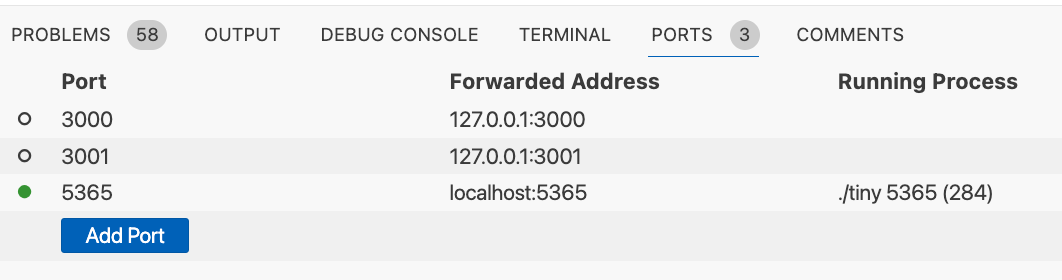 PROBLEMS 58 OUTPUT DEBUG CONSOLE TERMINAL PORTS 3 COMMENTS
Port Forwarded Address Running Process
3000 127.0.0.1:3000
3001 127.0.0.1:3001
5365 localhost:5365 ./tiny 5365 (284)
Add Port